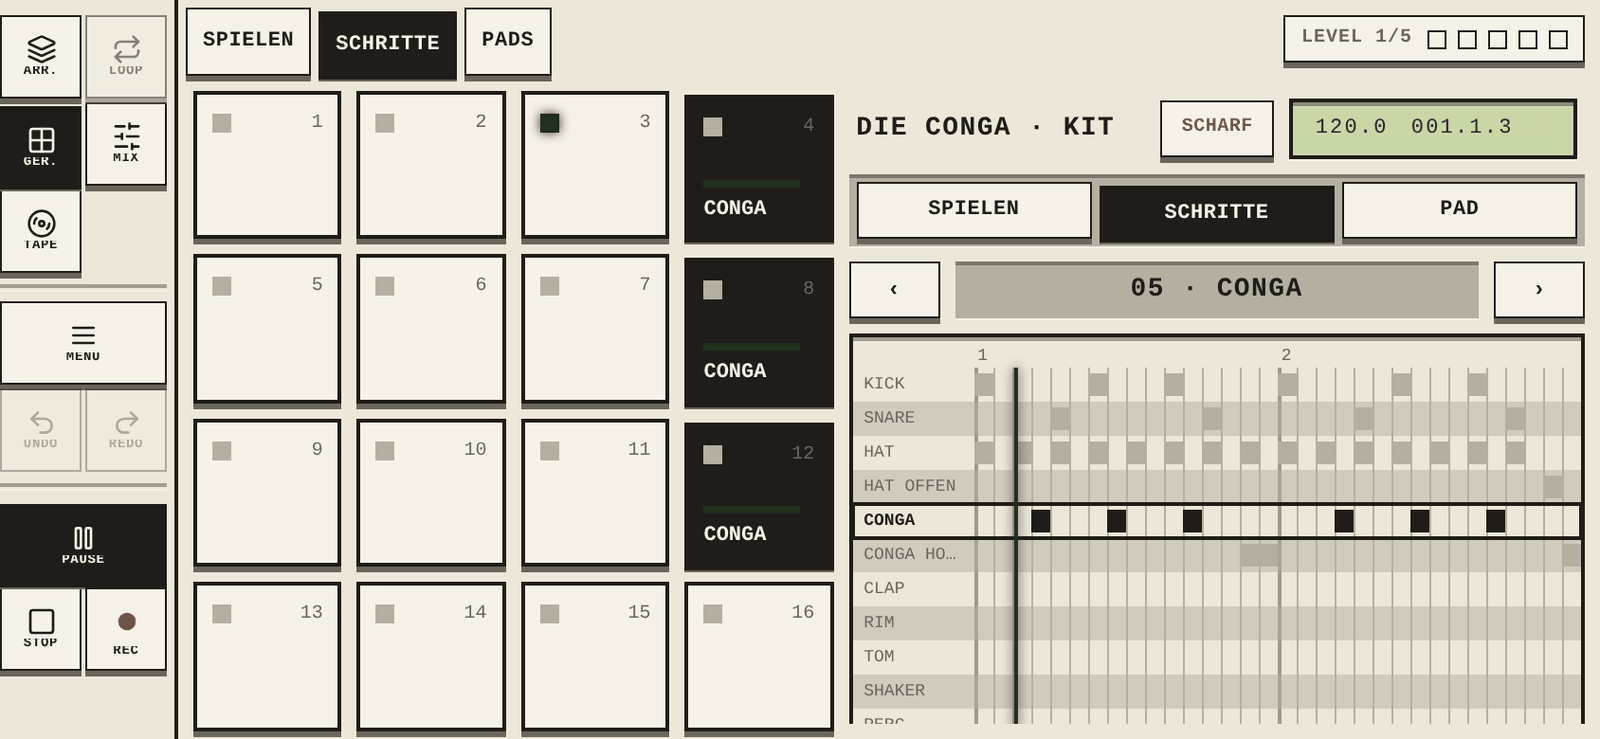 ARR.
LOOP
GER.
MIX
TAPE
MENU
UNDO
REDO
PAUSE
STOP
REC
SPIELEN
SCHRITTE
PADS
LEVEL 1/5
1
2
3
4
CONGA
5
6
7
8
CONGA
9
10
11
12
CONGA
13
14
15
16
DIE CONGA · KIT
SCHARF
120.0 001.1.3
SPIELEN
SCHRITTE
PAD
‹
05 · CONGA
›
1
2
KICK
SNARE
HAT
HAT OFFEN
CONGA
CONGA HO…
CLAP
RIM
TOM
SHAKER
PERC